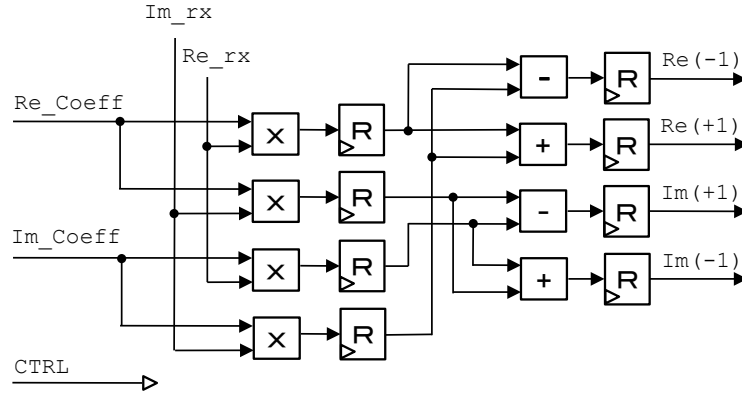 Im_rx
Re_rx
Re(-1)
- R
Re_Coeff
x R
Re(+1)
+ R
x R
Im(+1)
- R
Im_Coeff
x R
Im(-1)
+ R
x R
CTRL